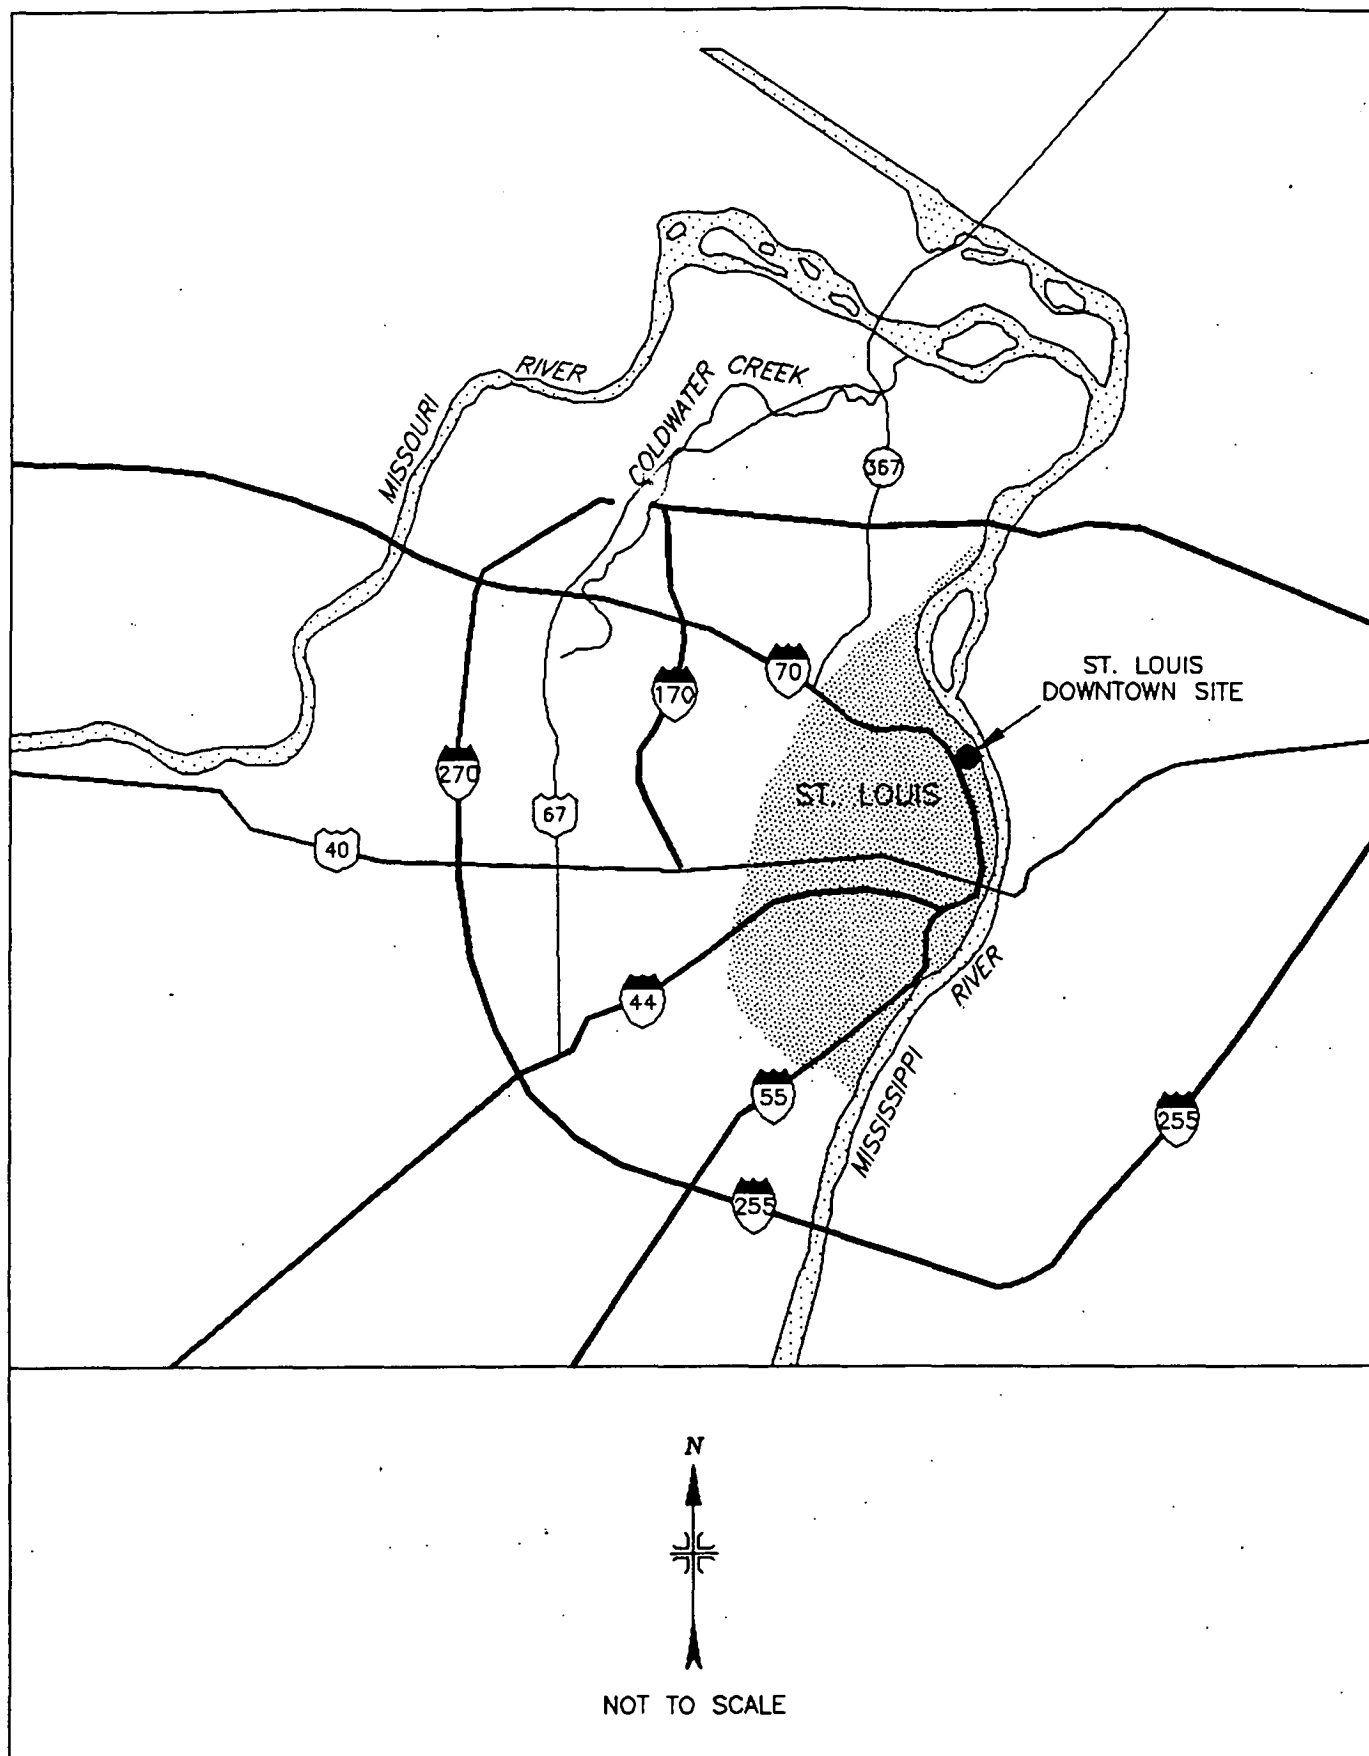 RIVER
MISSOURI
COLDWATER CREEK
367
70
170
ST. LOUIS
DOWNTOWN SITE
270
67
ST. LOUIS
40
44
RIVER
MISSISSIPPI
55
255
255
N
NOT TO SCALE